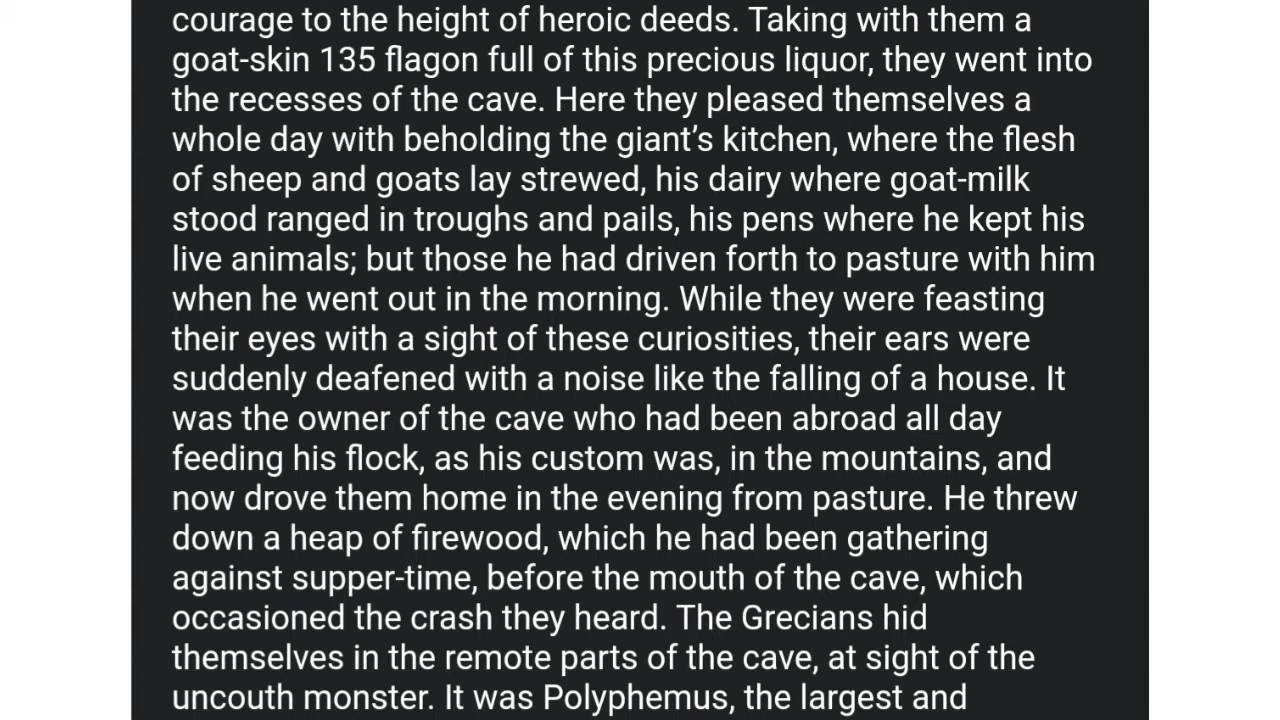 courage to the height of heroic deeds. Taking with them a
goat-skin 135 flagon full of this precious liquor, they went into
the recesses of the cave. Here they pleased themselves a
whole day with beholding the giant’s kitchen, where the flesh
of sheep and goats lay strewed, his dairy where goat-milk
stood ranged in troughs and pails, his pens where he kept his
live animals; but those he had driven forth to pasture with him
when he went out in the morning. While they were feasting
their eyes with a sight of these curiosities, their ears were
suddenly deafened with a noise like the falling of a house. It
was the owner of the cave who had been abroad all day
feeding his flock, as his custom was, in the mountains, and
now drove them home in the evening from pasture. He threw
down a heap of firewood, which he had been gathering
against supper-time, before the mouth of the cave, which
occasioned the crash they heard. The Grecians hid
themselves in the remote parts of the cave, at sight of the
uncouth monster. It was Polyphemus, the largest and